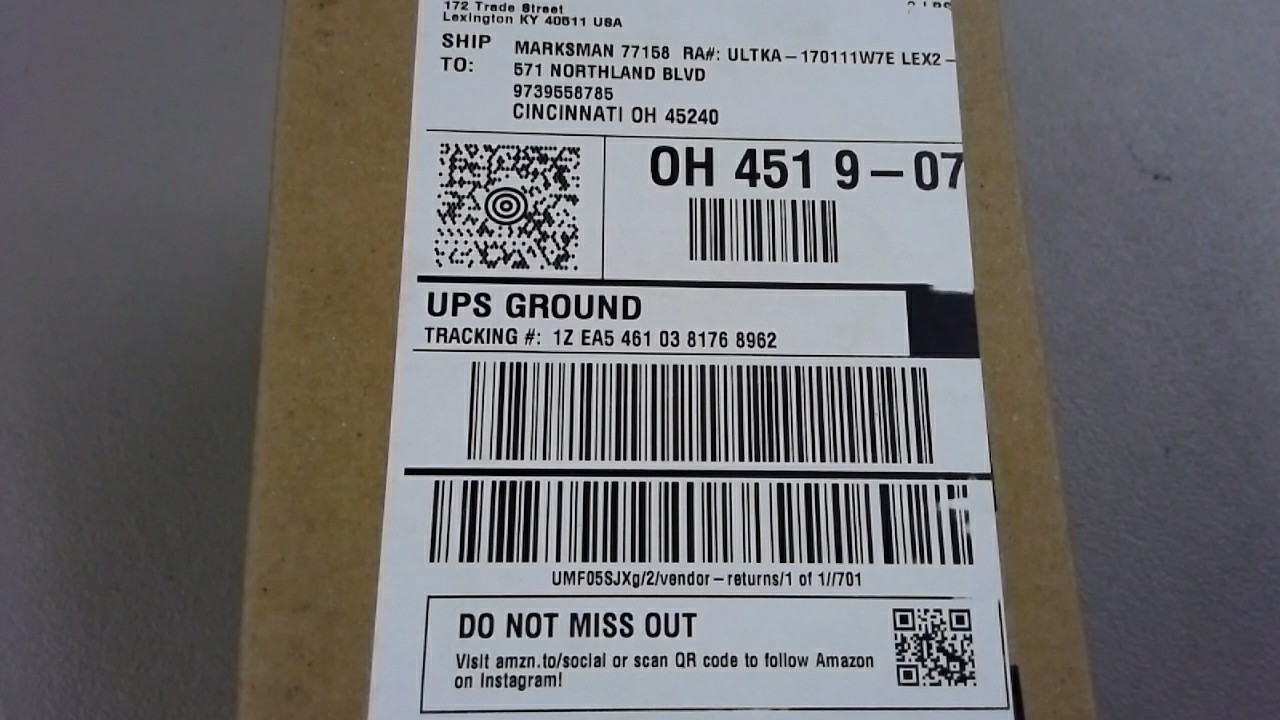 172 Trade Street
Lexington KY 40511 USA
SHIP TO:
MARKSMAN 77158 RA#: ULTKA-170111W7E LEX2-
571 NORTHLAND BLVD
9739558785
CINCINNATI OH 45240
OH 451 9-07
UPS GROUND
TRACKING #: 1Z EA5 461 03 8176 8962
UMF05SJXg/2/vendor-returns/1 of 1//701
DO NOT MISS OUT
Visit amzn.to/social or scan QR code to follow Amazon
on Instagram!